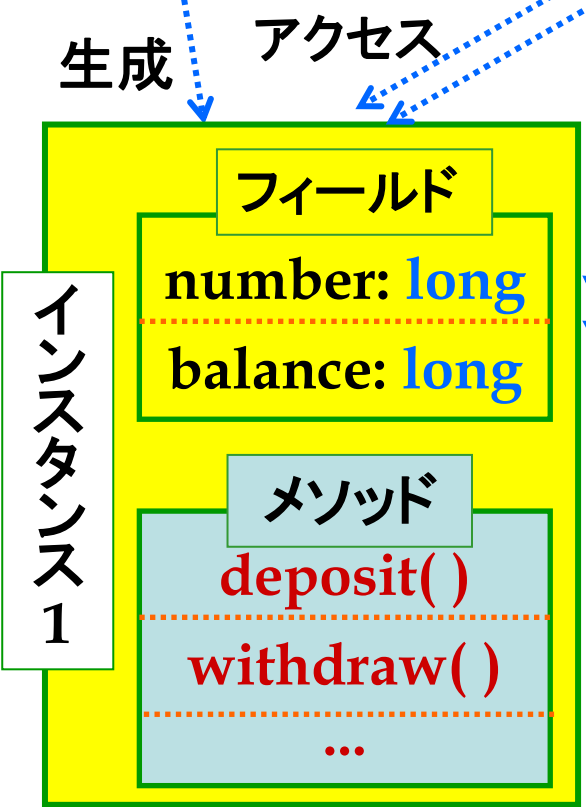 生成
アクセス
フィールド
number: long
balance: long
インスタンス1
メソッド
deposit( )
withdraw( )
...